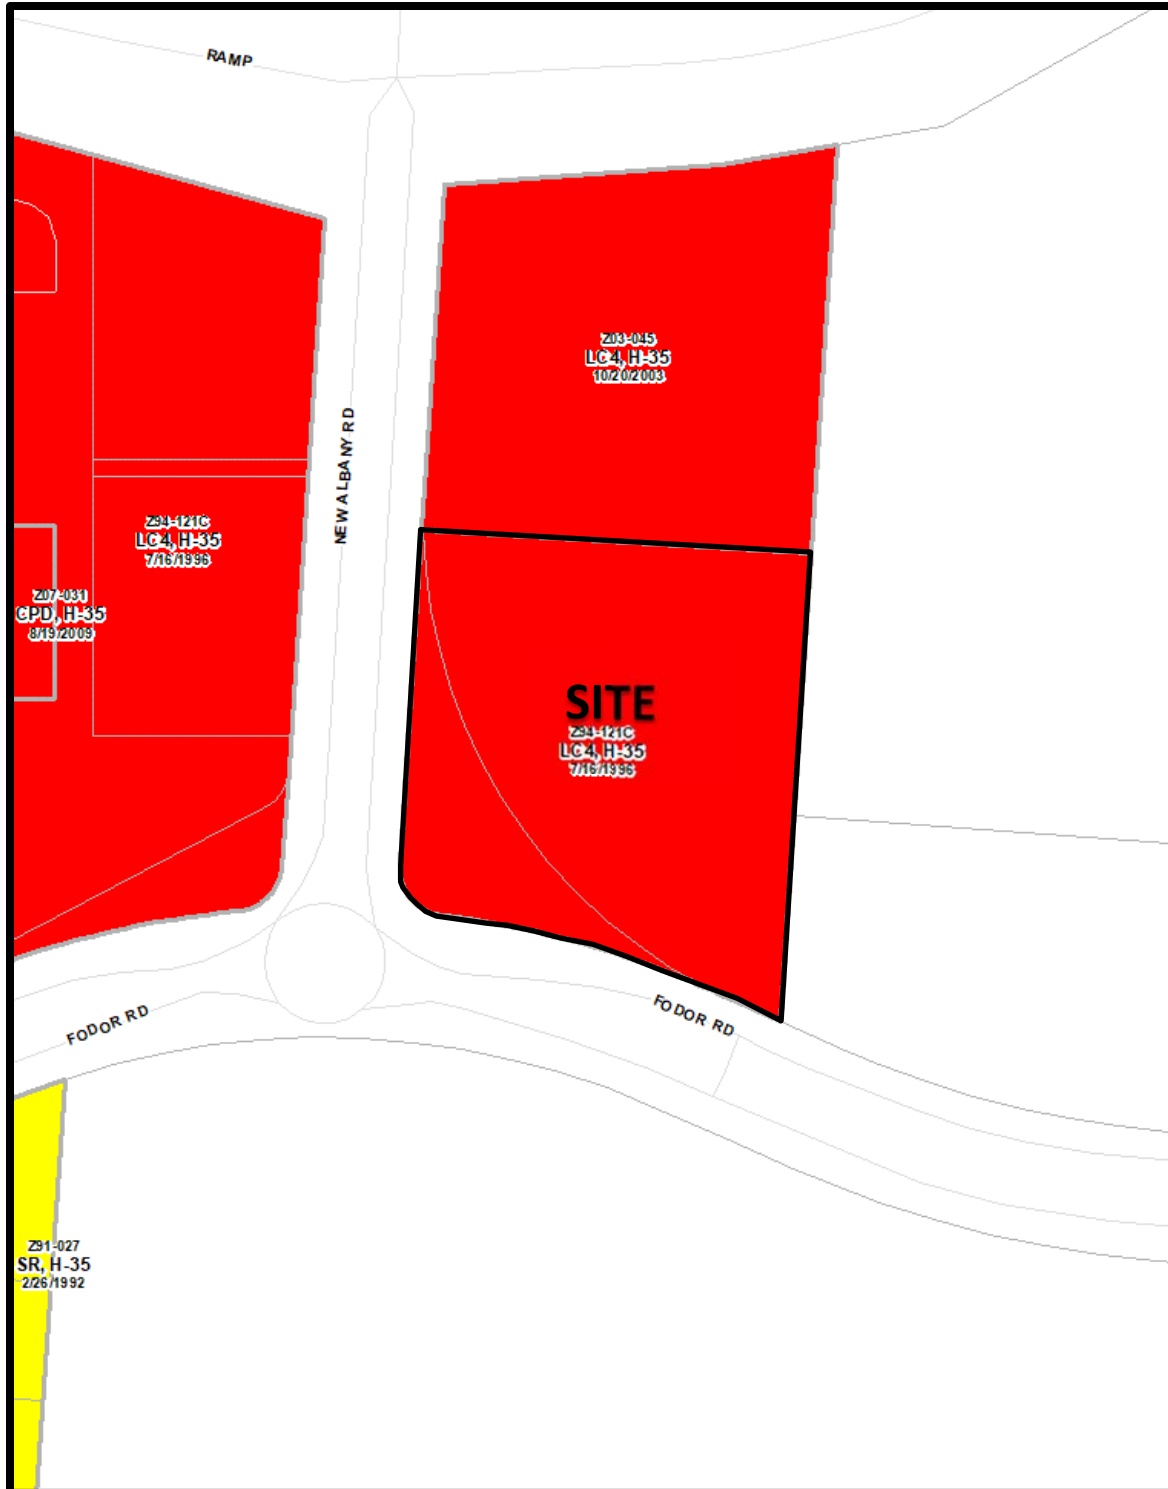 RAMP
Z03-045
LC4, H-35
10/20/2003
NEW ALBANY RD
Z94-121C
LC4, H-35
7/16/1996
Z07-031
CPD, H-35
8/19/2009
SITE
Z94-121C
LC4, H-35
7/16/1996
FODOR RD
FODOR RD
Z91-027
SR, H-35
2/26/1992